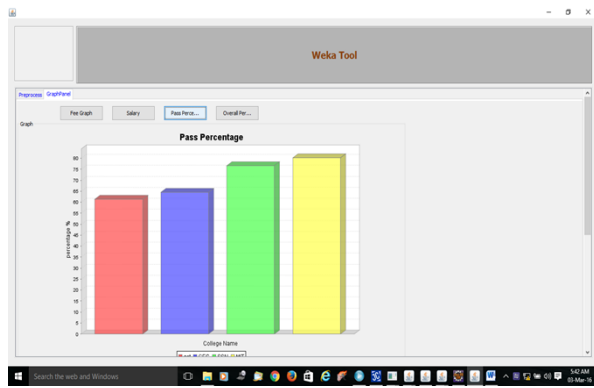 Weka Tool
Preprocess GraphPanel
Fee Graph Salary Pass Perce... Overall Per...
Graph
Pass Percentage
80
75
70
65
60
55
50
45
40
35
30
25
20
15
10
5
0
percentage %
College Name
Search the web and Windows
5:42 AM
03-Mar-16